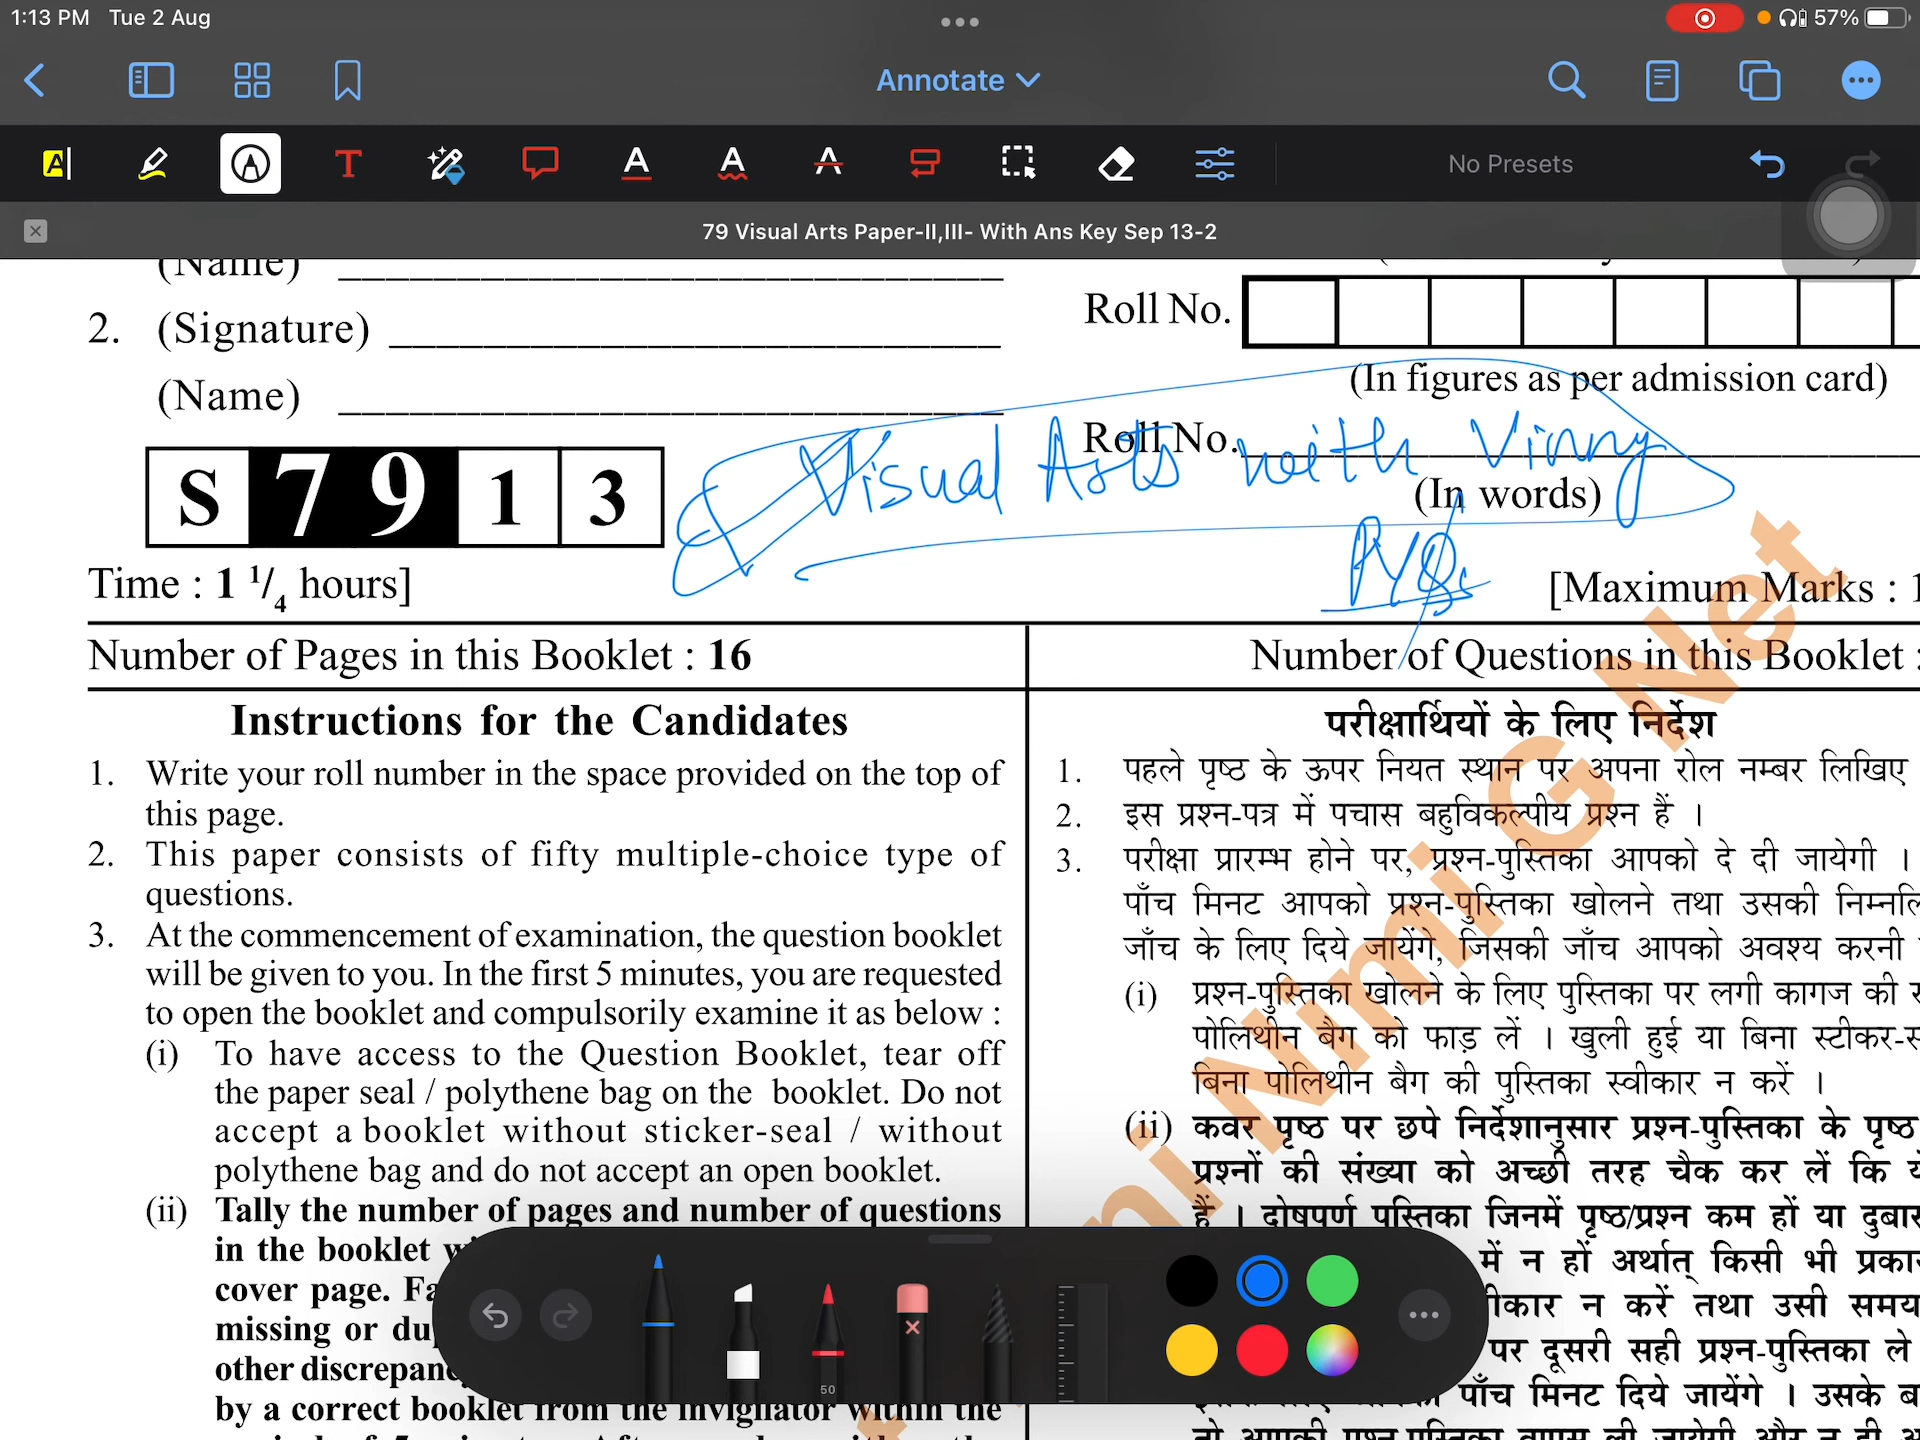 1:13 PM Tue 2 Aug
57%
Annotate
No Presets
79 Visual Arts Paper-II,III- With Ans Key Sep 13-2
(Name)
2. (Signature)
(Name)
Roll No.
(In figures as per admission card)
Roll No.
(In words)
Visual Arts with Vinny
PYQs
S 79 1 3
Time : 1 1/4 hours]
[Maximum Marks : 1
Number of Pages in this Booklet : 16
Number of Questions in this Booklet :
Instructions for the Candidates
1. Write your roll number in the space provided on the top of
this page.
2. This paper consists of fifty multiple-choice type of
questions.
3. At the commencement of examination, the question booklet
will be given to you. In the first 5 minutes, you are requested
to open the booklet and compulsorily examine it as below :
(i) To have access to the Question Booklet, tear off
the paper seal / polythene bag on the booklet. Do not
accept a booklet without sticker-seal / without
polythene bag and do not accept an open booklet.
(ii) Tally the number of pages and number of questions
in the booklet
cover page.
missing or
other
by a correct booklet from the invigilator within the
परीक्षार्थियों के लिए निर्देश
1. पहले पृष्ठ के ऊपर नियत स्थान पर अपना रोल नम्बर लिखिए
2. इस प्रश्न-पत्र में पचास बहुविकल्पीय प्रश्न हैं ।
3. परीक्षा प्रारम्भ होने पर, प्रश्न-पुस्तिका आपको दे दी जायेगी ।
पाँच मिनट आपको प्रश्न-पुस्तिका खोलने तथा उसकी
जाँच के लिए दिये जायेंगे, जिसकी जाँच आपको अवश्य करनी
(i) प्रश्न-पुस्तिका खोलने के लिए पुस्तिका पर लगी कागज की
पोलिथीन बैग को फाड़ लें । खुली हुई या बिना
बिना पोलिथीन बैग की पुस्तिका स्वीकार न करें ।
(ii) कवर पृष्ठ पर छपे निर्देशानुसार प्रश्न-पुस्तिका के पृष्ठ
प्रश्नों की संख्या को अच्छी तरह चैक कर लें कि
हैं । दोषपूर्ण पुस्तिका जिनमें पृष्ठ/प्रश्न कम हों या
में न हों अर्थात् किसी भी
न करें तथा उसी समय
पर दूसरी सही प्रश्न-पुस्तिका ले
पाँच मिनट दिये जायेंगे । उसके
Nimi G Net
50